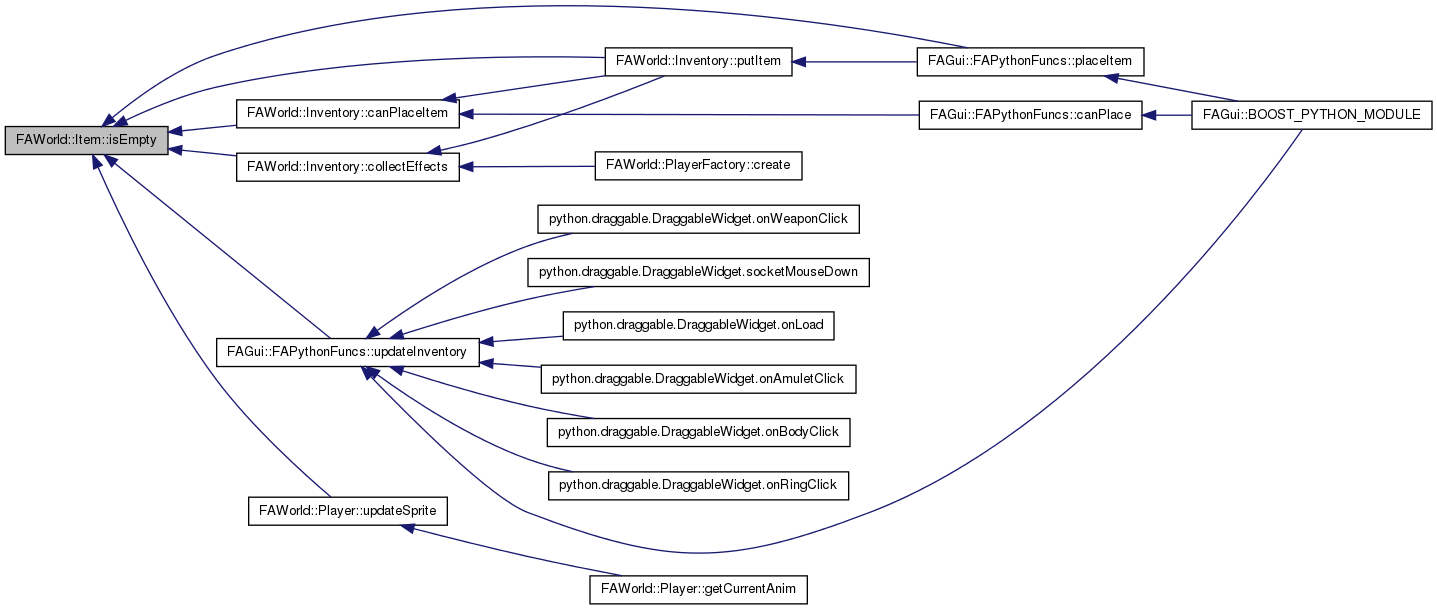 FAWorld::Item::isEmpty
FAWorld::Inventory::putItem
FAGui::FAPythonFuncs::placeItem
FAWorld::Inventory::canPlaceItem
FAGui::FAPythonFuncs::canPlace
FAGui::BOOST_PYTHON_MODULE
FAWorld::Inventory::collectEffects
FAWorld::PlayerFactory::create
python.draggable.DraggableWidget.onWeaponClick
python.draggable.DraggableWidget.socketMouseDown
python.draggable.DraggableWidget.onLoad
FAGui::FAPythonFuncs::updateInventory
python.draggable.DraggableWidget.onAmuletClick
python.draggable.DraggableWidget.onBodyClick
python.draggable.DraggableWidget.onRingClick
FAWorld::Player::updateSprite
FAWorld::Player::getCurrentAnim